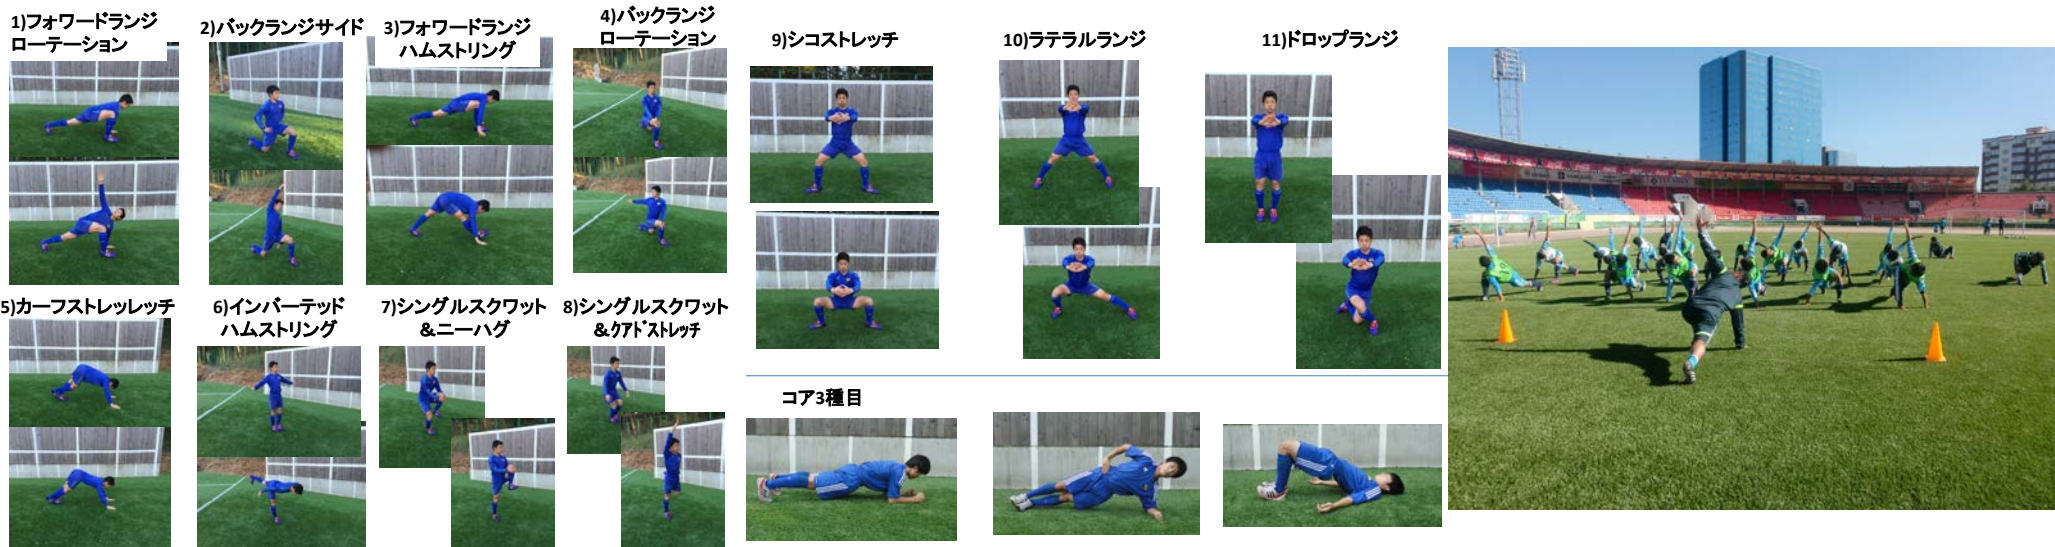 1)フォワードランジ
ローテーション
2)バックランジサイド
3)フォワードランジ
ハムストリング
4)バックランジ
ローテーション
5)カーフストレッレッチ
6)インバーテッド
ハムストリング
7)シングルスクワット
&ニーハグ
8)シングルスクワット
&クアドストレッチ
9)シコストレッチ
10)ラテラルランジ
11)ドロップランジ
コア3種目